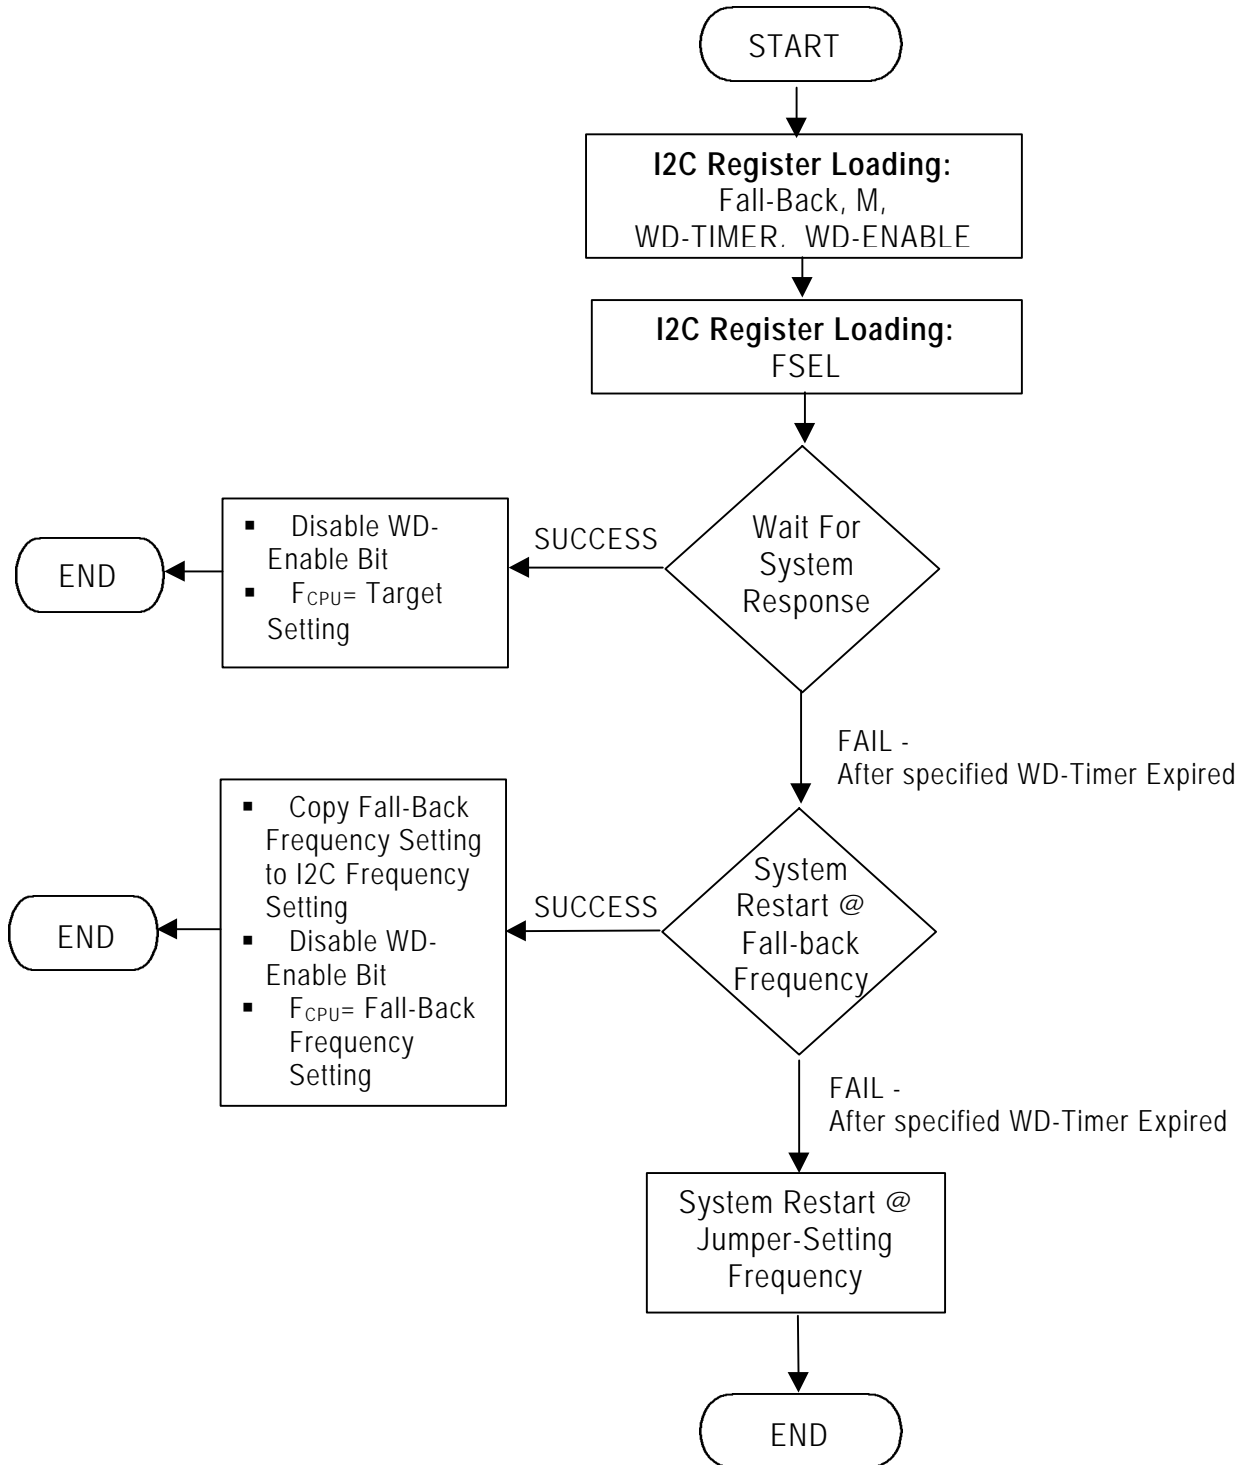 START
I2C Register Loading:
Fall-Back, M,
WD-TIMER. WD-ENABLE
I2C Register Loading:
FSEL
Wait For
System
Response
SUCCESS
▪ Disable WD-
Enable Bit
▪ FCPU= Target
Setting
END
FAIL -
After specified WD-Timer Expired
System
Restart @
Fall-back
Frequency
SUCCESS
▪ Copy Fall-Back
Frequency Setting
to I2C Frequency
Setting
▪ Disable WD-
Enable Bit
▪ FCPU= Fall-Back
Frequency
Setting
END
FAIL -
After specified WD-Timer Expired
System Restart @
Jumper-Setting
Frequency
END